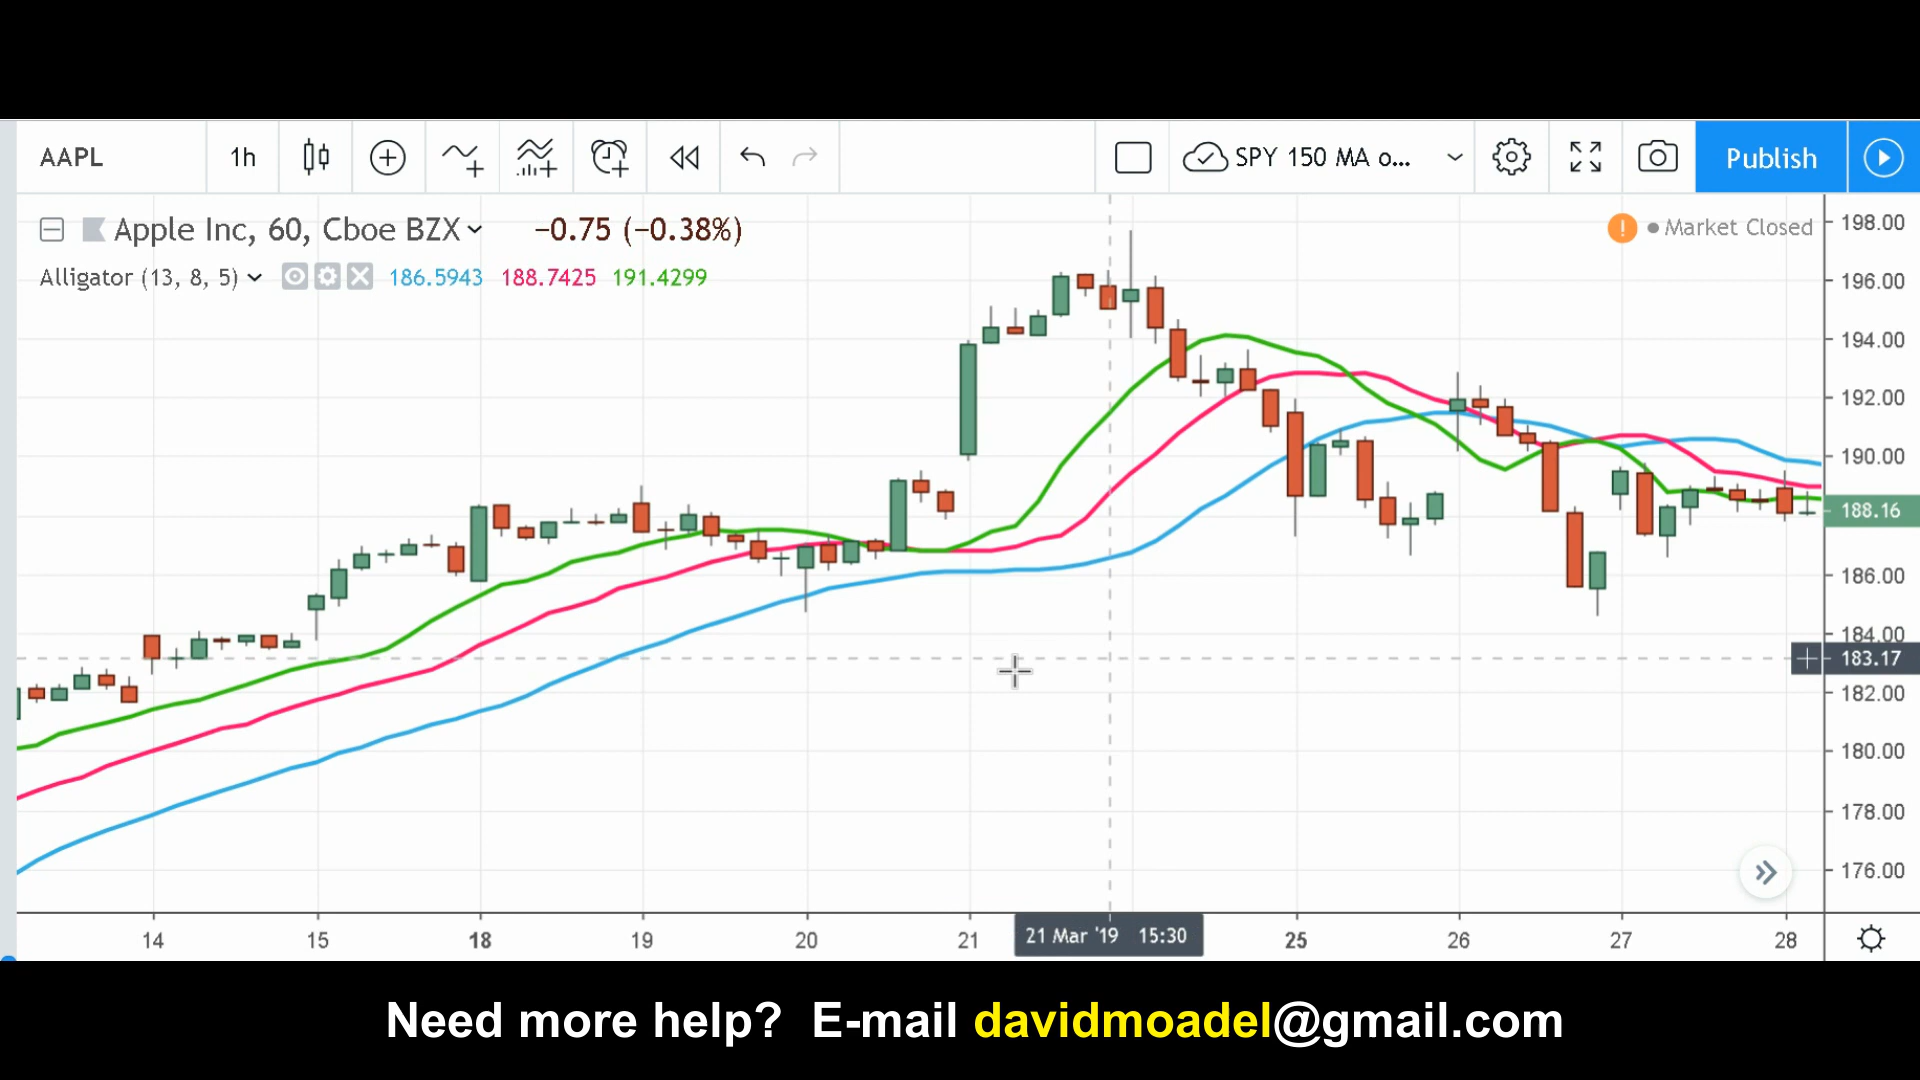 AAPL 1h SPY 150 MA o... Publish
Apple Inc, 60, Cboe BZX −0.75 (−0.38%) ! Market Closed
Alligator (13, 8, 5) 186.5943 188.7425 191.4299
198.00
196.00
194.00
192.00
190.00
188.16
186.00
184.00
183.17
182.00
180.00
178.00
176.00
14 15 18 19 20 21 21 Mar '19 15:30 25 26 27 28
Need more help? E-mail davidmoadel@gmail.com